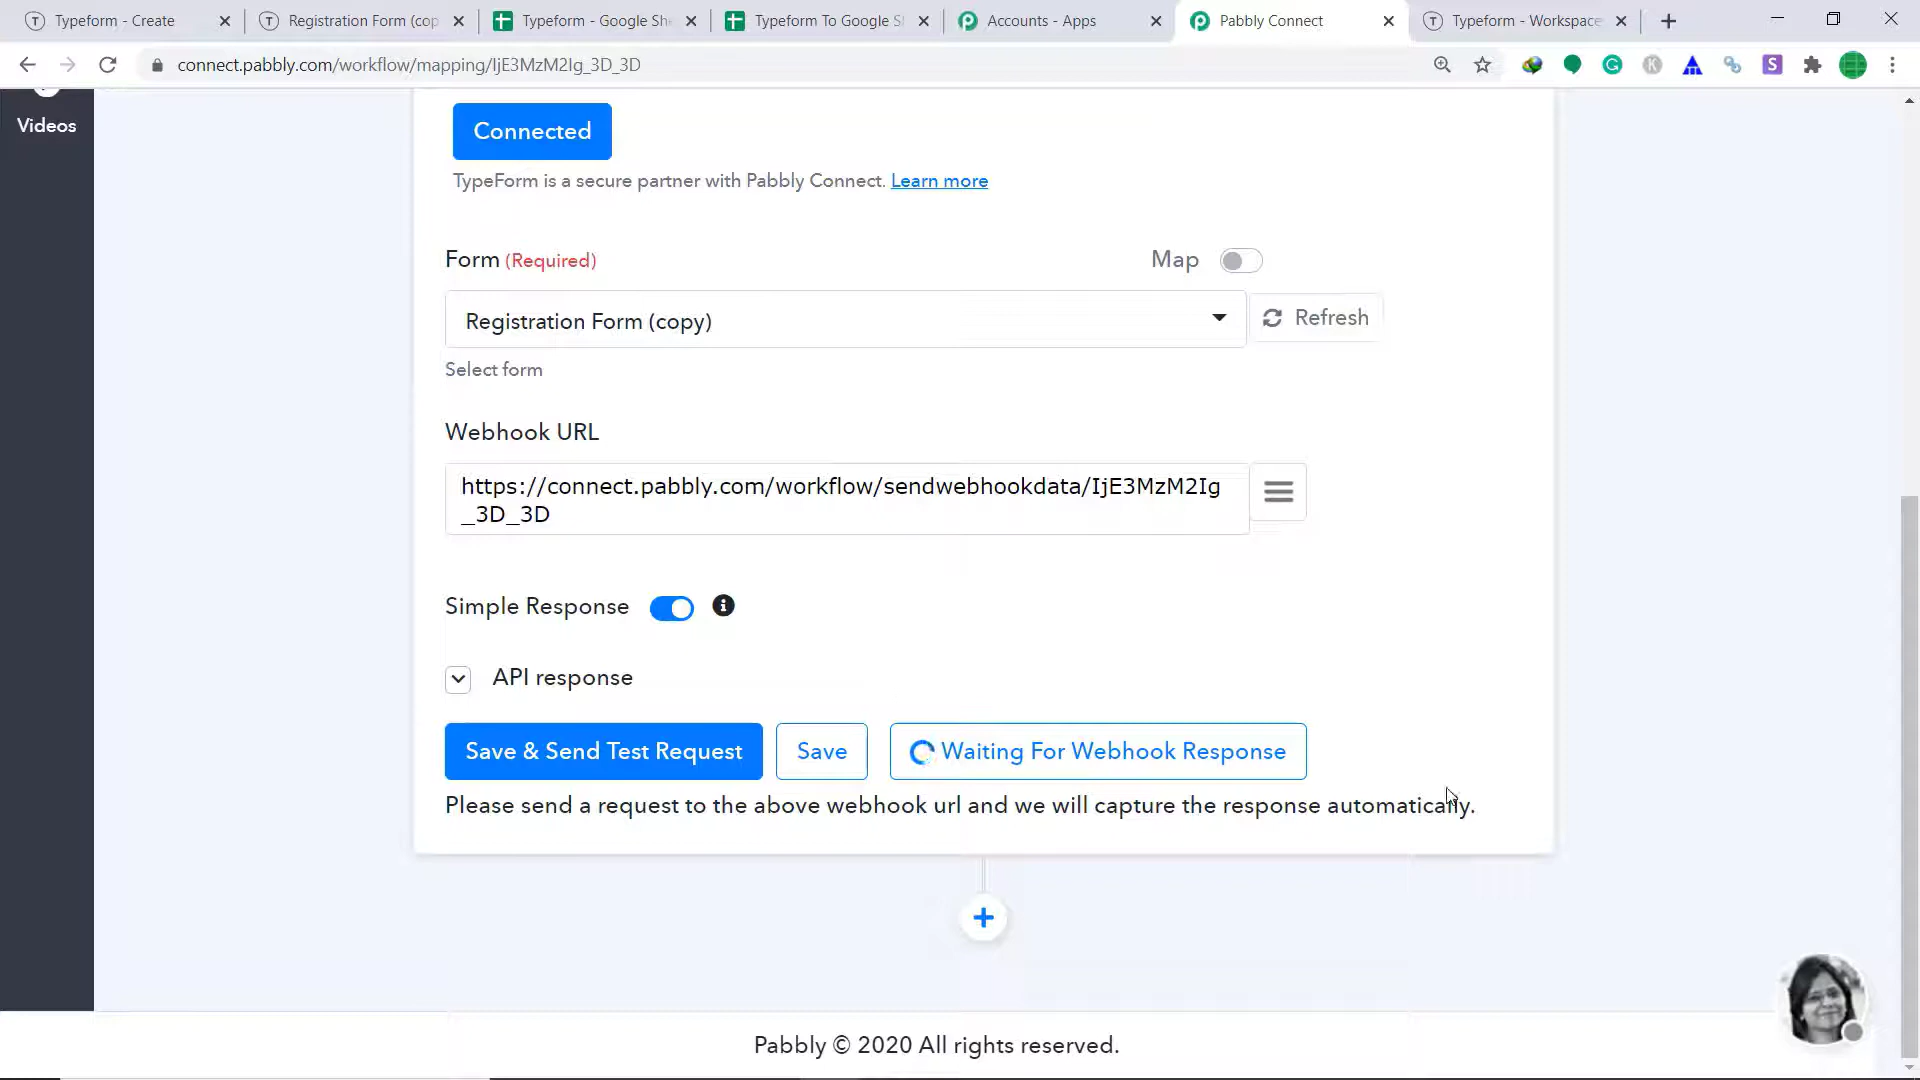 Typeform - Create
Registration Form (cop
Typeform - Google She
Typeform To Google S
Accounts - Apps
Pabbly Connect
Typeform - Workspace
connect.pabbly.com/workflow/mapping/IjE3MzM2Ig_3D_3D
Videos
Connected
TypeForm is a secure partner with Pabbly Connect. Learn more
Form (Required)
Map
Registration Form (copy)
Refresh
Select form
Webhook URL
https://connect.pabbly.com/workflow/sendwebhookdata/IjE3MzM2Ig
_3D_3D
Simple Response
API response
Save & Send Test Request
Save
Waiting For Webhook Response
Please send a request to the above webhook url and we will capture the response automatically.
Pabbly © 2020 All rights reserved.